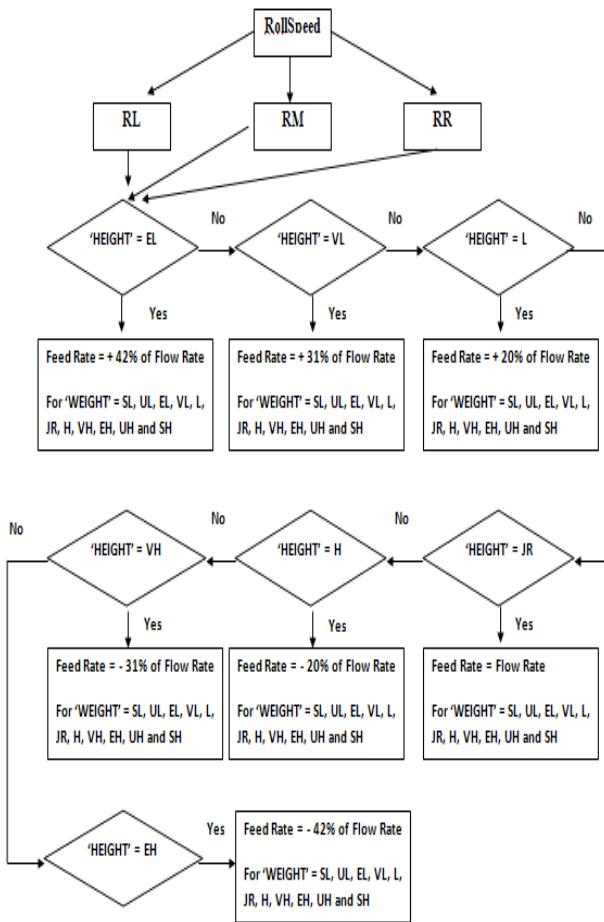 RollSpeed
RL
RM
RR
'HEIGHT' = EL
No
'HEIGHT' = VL
No
'HEIGHT' = L
No
Yes
Yes
Yes
Feed Rate = + 42% of Flow Rate
For 'WEIGHT' = SL, UL, EL, VL, L,
JR, H, VH, EH, UH and SH
Feed Rate = + 31% of Flow Rate
For 'WEIGHT' = SL, UL, EL, VL, L,
JR, H, VH, EH, UH and SH
Feed Rate = + 20% of Flow Rate
For 'WEIGHT' = SL, UL, EL, VL, L,
JR, H, VH, EH, UH and SH
'HEIGHT' = JR
No
'HEIGHT' = H
No
'HEIGHT' = VH
No
Yes
Yes
Yes
Feed Rate = Flow Rate
For 'WEIGHT' = SL, UL, EL, VL, L,
JR, H, VH, EH, UH and SH
Feed Rate = - 20% of Flow Rate
For 'WEIGHT' = SL, UL, EL, VL, L,
JR, H, VH, EH, UH and SH
Feed Rate = - 31% of Flow Rate
For 'WEIGHT' = SL, UL, EL, VL, L,
JR, H, VH, EH, UH and SH
'HEIGHT' = EH
Yes
Feed Rate = - 42% of Flow Rate
For 'WEIGHT' = SL, UL, EL, VL, L,
JR, H, VH, EH, UH and SH